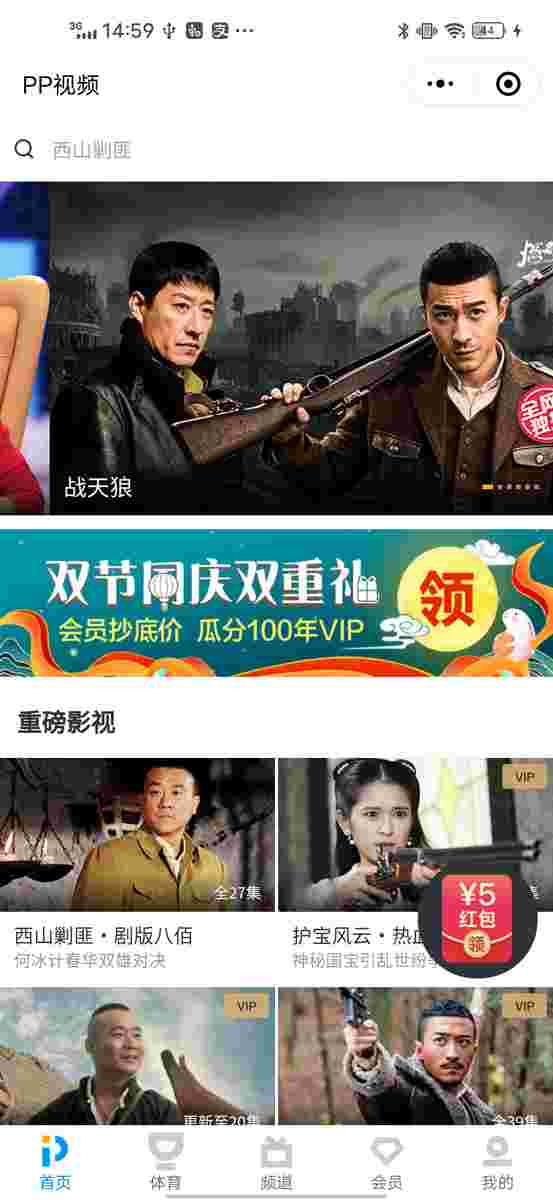 3G 14:59 44
PP视频
西山剿匪
全网
独
战天狼
双节同庆双重礼
领
会员抄底价 瓜分100年VIP
重磅影视
VIP
全27集
¥5
红包
领
西山剿匪·剧版八佰
护宝风云·热
何冰计春华双雄对决
神秘国宝引乱世纷
VIP
VIP
更新至20集
全39集
首页
体育
频道
会员
我的